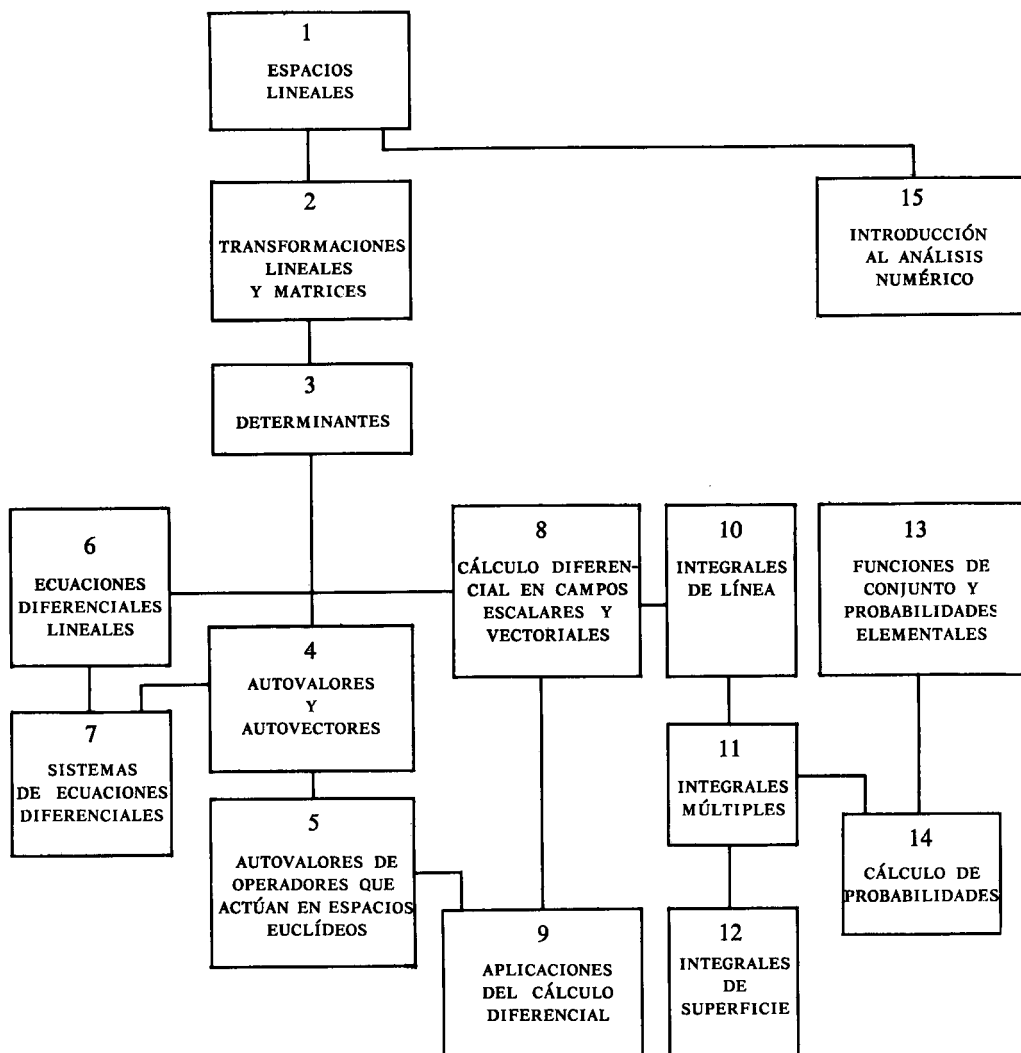 1
ESPACIOS
LINEALES
2
TRANSFORMACIONES
LINEALES
Y MATRICES
15
INTRODUCCIÓN
AL ANÁLISIS
NUMÉRICO
3
DETERMINANTES
6
ECUACIONES
DIFERENCIALES
LINEALES
8
CÁLCULO DIFEREN-
CIAL EN CAMPOS
ESCALARES Y
VECTORIALES
10
INTEGRALES
DE LÍNEA
13
FUNCIONES DE
CONJUNTO Y
PROBABILIDADES
ELEMENTALES
4
AUTOVALORES
Y
AUTOVECTORES
7
SISTEMAS
DE ECUACIONES
DIFERENCIALES
11
INTEGRALES
MÚLTIPLES
5
AUTOVALORES DE
OPERADORES QUE
ACTÚAN EN ESPACIOS
EUCLÍDEOS
14
CÁLCULO DE
PROBABILIDADES
9
APLICACIONES
DEL CÁLCULO
DIFERENCIAL
12
INTEGRALES
DE
SUPERFICIE